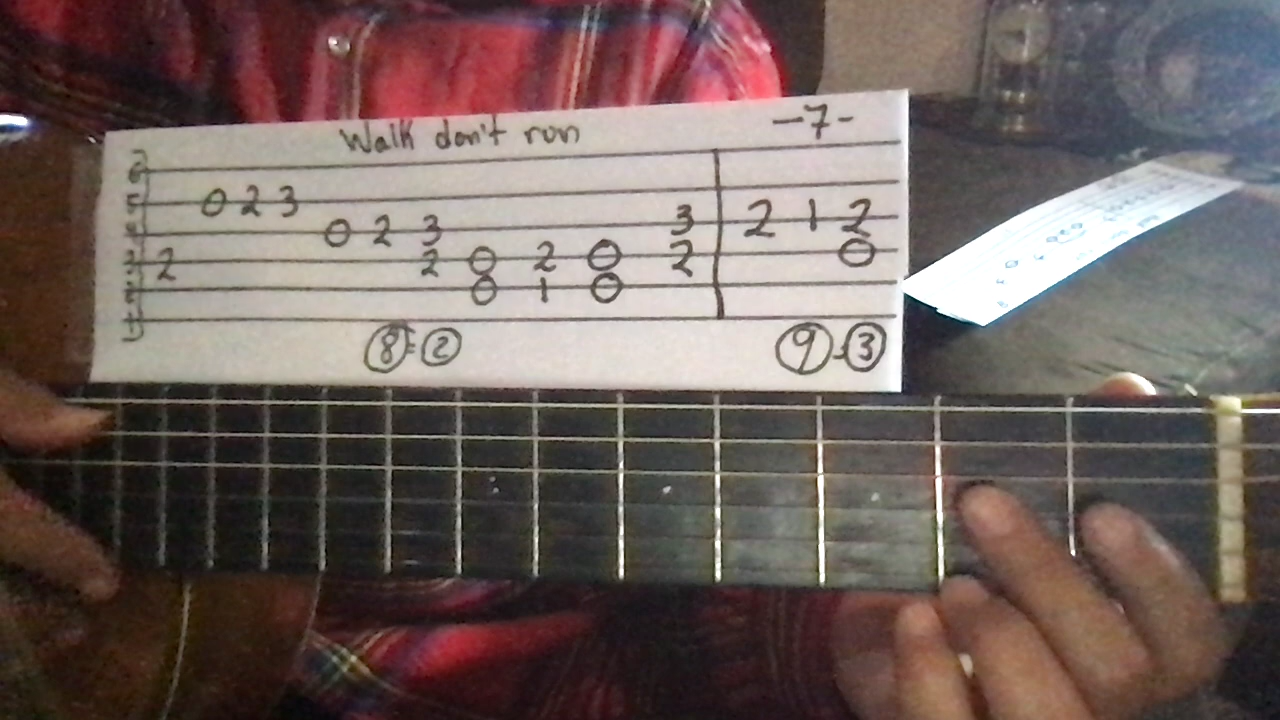 Walk don't run -7-
6
5 0 2 3
4 0 2 3 3 2 1 2
3 2 2 0 2 0 2 0
2 0 1 0
1
8 = 2 9 = 3